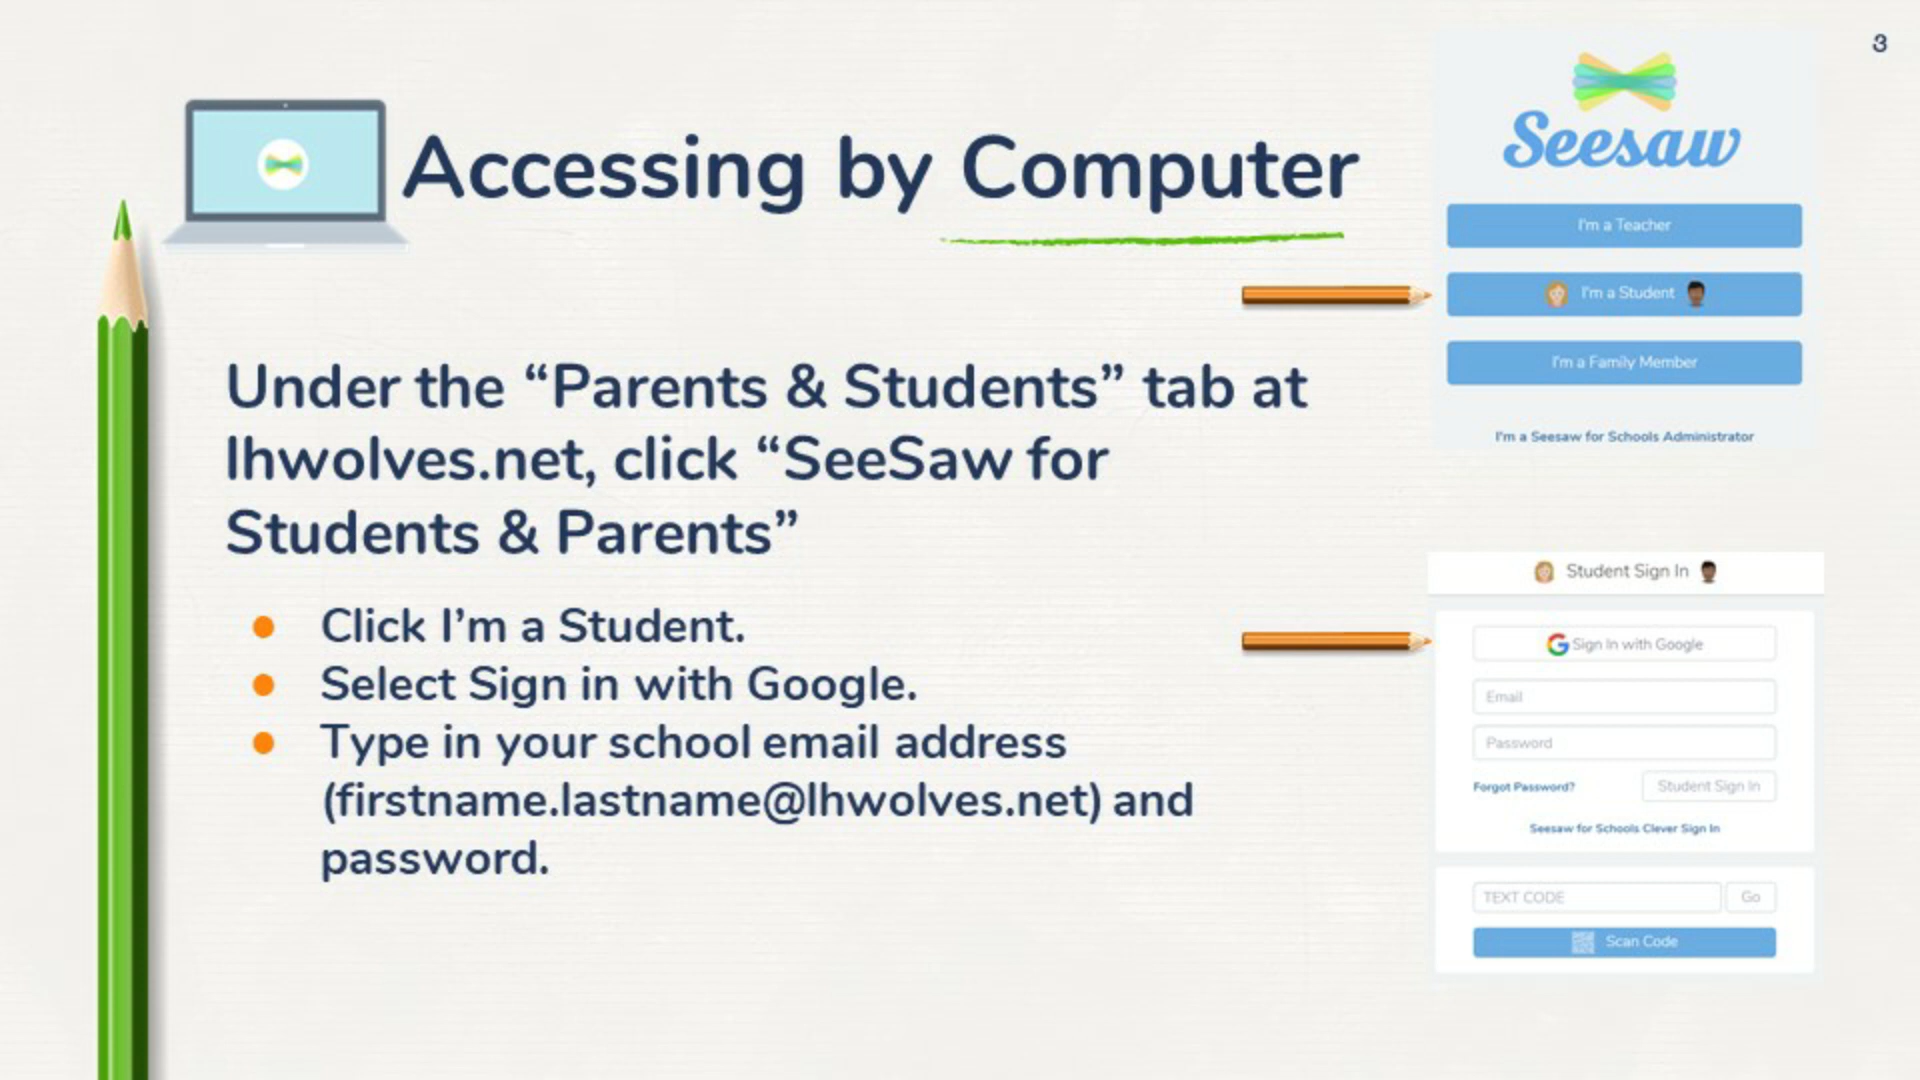 3
Accessing by Computer
Under the “Parents & Students” tab at
lhwolves.net, click “SeeSaw for
Students & Parents”
● Click I’m a Student.
● Select Sign in with Google.
● Type in your school email address
(firstname.lastname@lhwolves.net) and
password.
Seesaw
I'm a Teacher
I'm a Student
I'm a Family Member
I'm a Seesaw for Schools Administrator
Student Sign In
Sign In with Google
Email
Password
Forgot Password? Student Sign In
Seesaw for Schools Clever Sign In
TEXT CODE Go
Scan Code